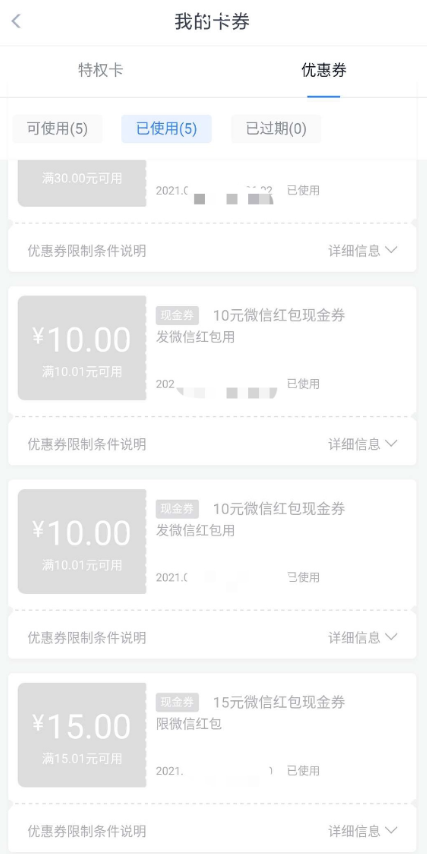 我的卡券
特权卡
优惠券
可使用(5)
已使用(5)
已过期(0)
满30.00元可用
2021.0
已使用
优惠券限制条件说明
详细信息
¥10.00
满10.01元可用
现金券
10元微信红包现金券
发微信红包用
202
已使用
优惠券限制条件说明
详细信息
¥10.00
满10.01元可用
现金券
10元微信红包现金券
发微信红包用
2021.0
已使用
优惠券限制条件说明
详细信息
¥15.00
满15.01元可用
现金券
15元微信红包现金券
限微信红包
2021.
已使用
优惠券限制条件说明
详细信息